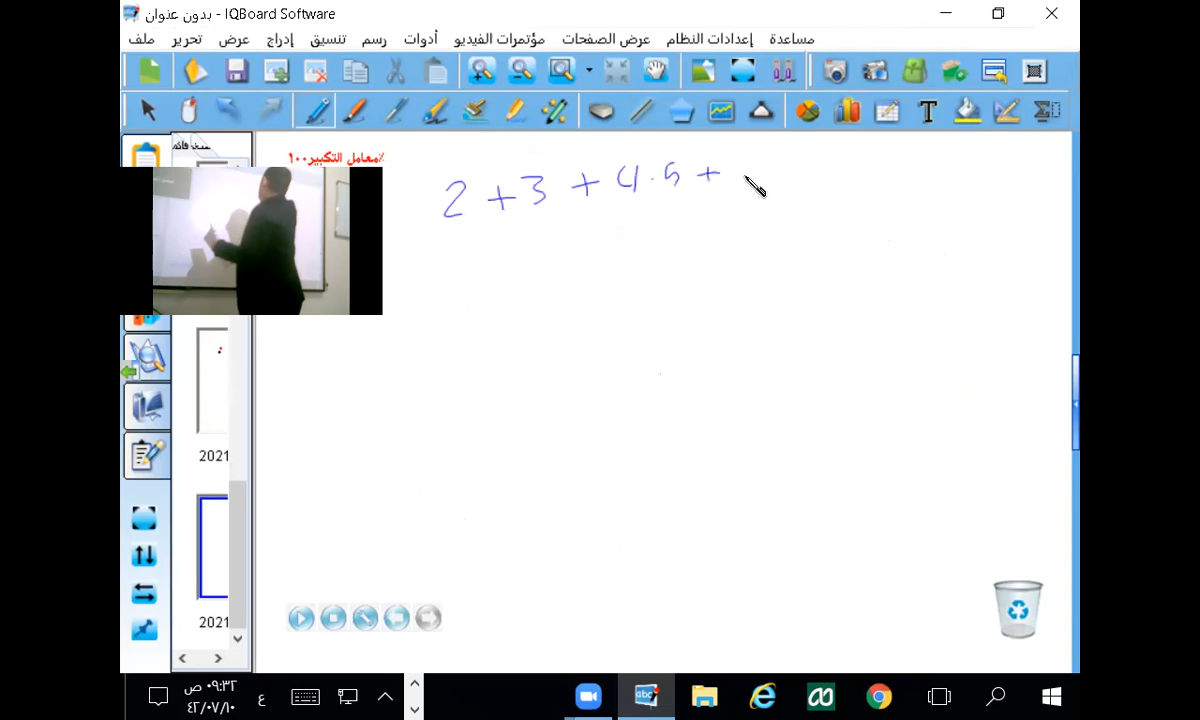 بدون عنوان - IQBoard Software
ملف تحرير عرض إدراج تنسيق رسم أدوات مؤتمرات الفيديو عرض الصفحات إعدادات النظام مساعدة
معامل التكبير١٠٠٪
2 + 3 + 4.5 +
2021
2021
abc
٠٩:٣٢ ص
ع
٤٢/٠٧/١٠